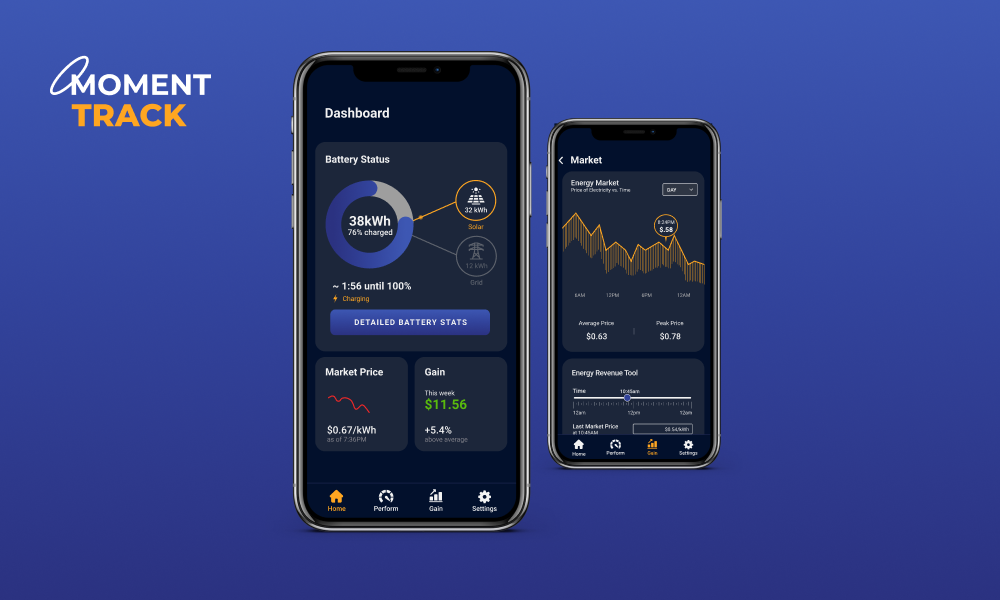 MOMENT
TRACK
Dashboard
Battery Status
38kWh
76% charged
32 kWh
Solar
12 kWh
Grid
~ 1:56 until 100%
Charging
DETAILED BATTERY STATS
Market Price
$0.67/kWh
as of 7:36PM
Gain
This week
$11.56
+5.4%
above average
Home
Perform
Gain
Settings
Market
Energy Market
Price of Electricity vs. Time
DAY
8:24PM
$.58
6AM
12PM
6PM
12AM
Average Price
$0.63
Peak Price
$0.78
Energy Revenue Tool
Time
10:45am
12am
12pm
12am
Last Market Price
at 10:45AM
$0.54/kWh
Home
Perform
Gain
Settings